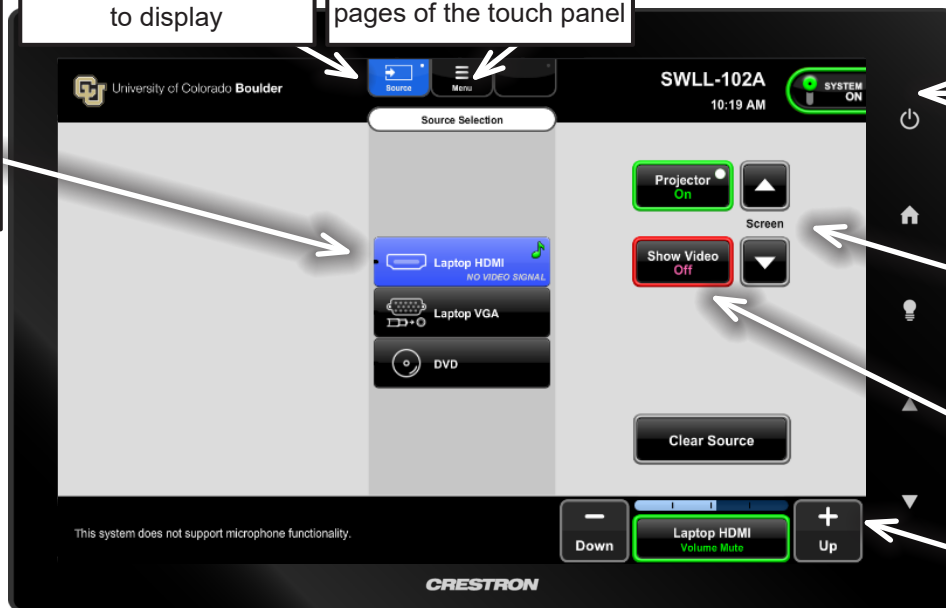 to display
pages of the touch panel
University of Colorado Boulder
Source
Menu
SWLL-102A
10:19 AM
SYSTEM
ON
Source Selection
Projector
On
Screen
Laptop HDMI
NO VIDEO SIGNAL
Show Video
Off
Laptop VGA
DVD
Clear Source
This system does not support microphone functionality.
Down
Laptop HDMI
Volume Mute
Up
CRESTRON